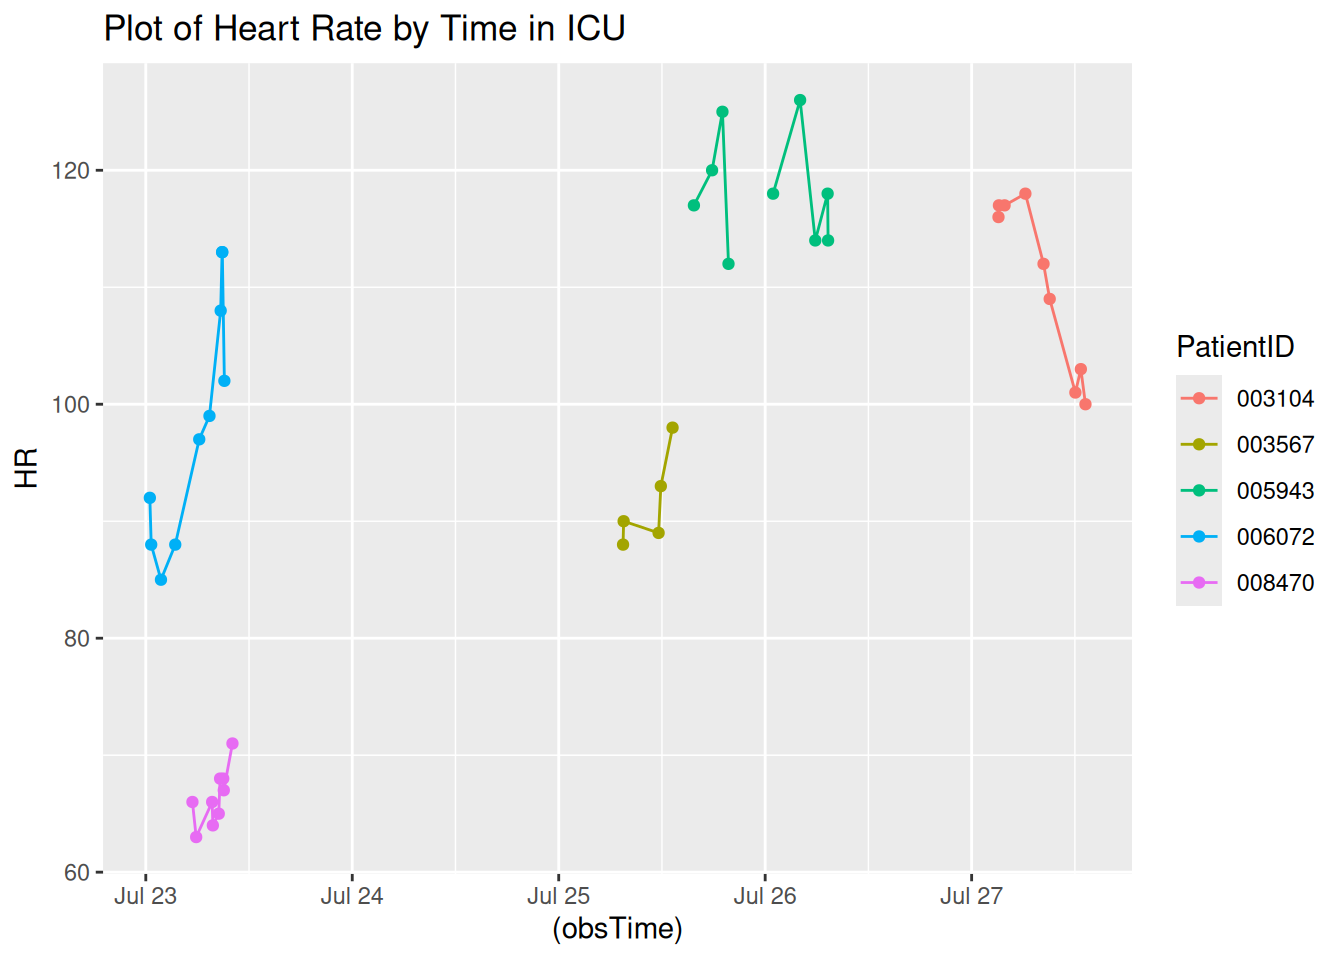 Plot of Heart Rate by Time in ICU
120
100
80
60
HR
Jul 23
Jul 24
Jul 25
Jul 26
Jul 27
(obsTime)
PatientID
003104
003567
005943
006072
008470